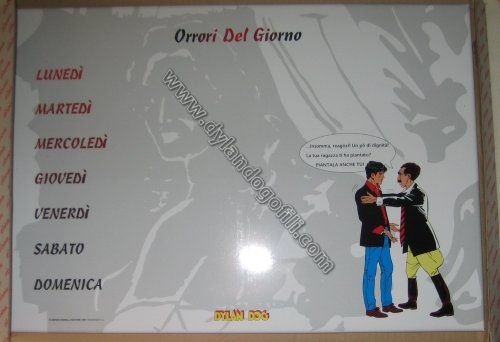 Orrori Del Giorno
LUNEDÌ
MARTEDÌ
MERCOLEDÌ
GIOVEDÌ
VENERDÌ
SABATO
DOMENICA
...Insomma, reagisci! Un pò di dignità!
La tua ragazza ti ha piantato?
PIANTALA ANCHE TU!
DYLAN DOG
www.dylandogofili.com